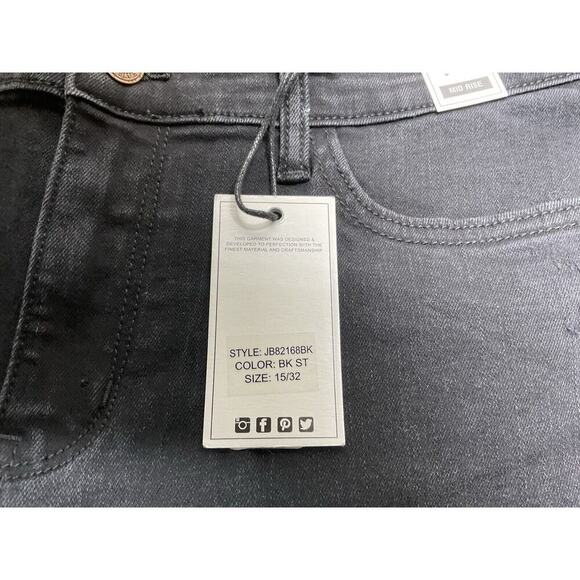 MID RISE
THIS GARMENT WAS DESIGNED &
DEVELOPED TO PERFECTION WITH THE
FINEST MATERIAL AND CRAFTSMANSHIP
STYLE: JB82168BK
COLOR: BK ST
SIZE: 15/32